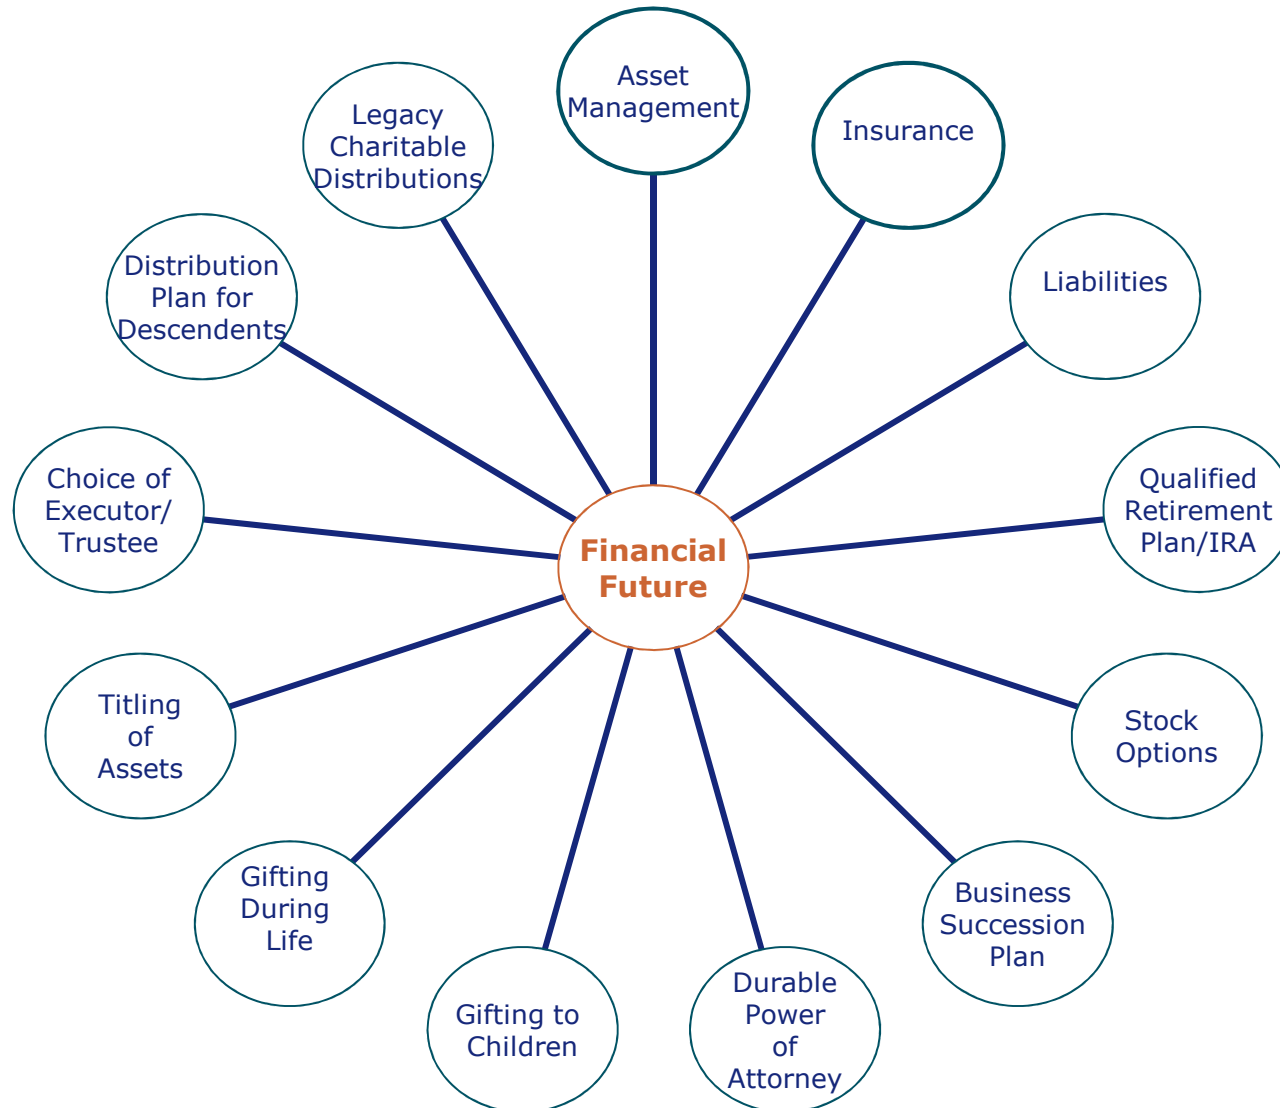 Asset
Management
Insurance
Liabilities
Qualified
Retirement
Plan/IRA
Stock
Options
Business
Succession
Plan
Durable
Power
of
Attorney
Gifting to
Children
Gifting
During
Life
Titling
of
Assets
Choice of
Executor/
Trustee
Distribution
Plan for
Descendents
Legacy
Charitable
Distributions
Financial
Future